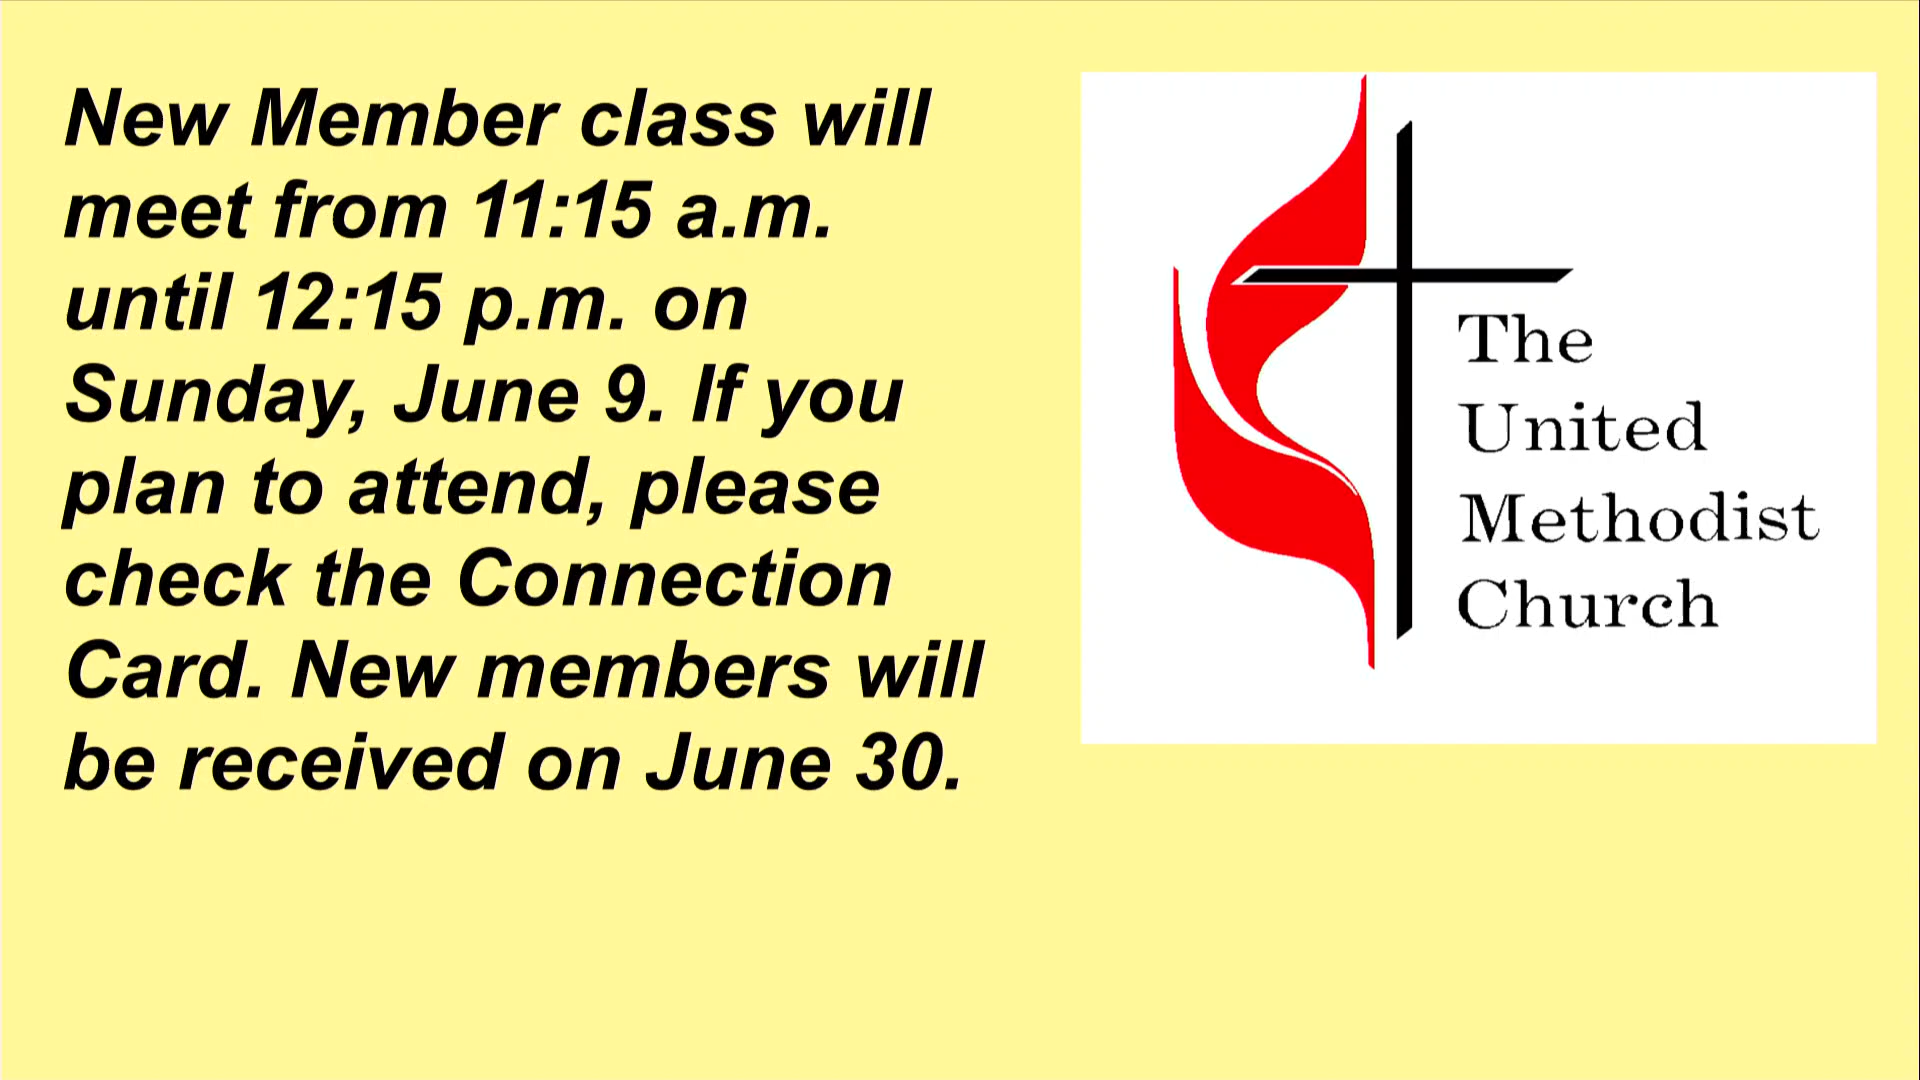 New Member class will
meet from 11:15 a.m.
until 12:15 p.m. on
Sunday, June 9. If you
plan to attend, please
check the Connection
Card. New members will
be received on June 30.
The
United
Methodist
Church